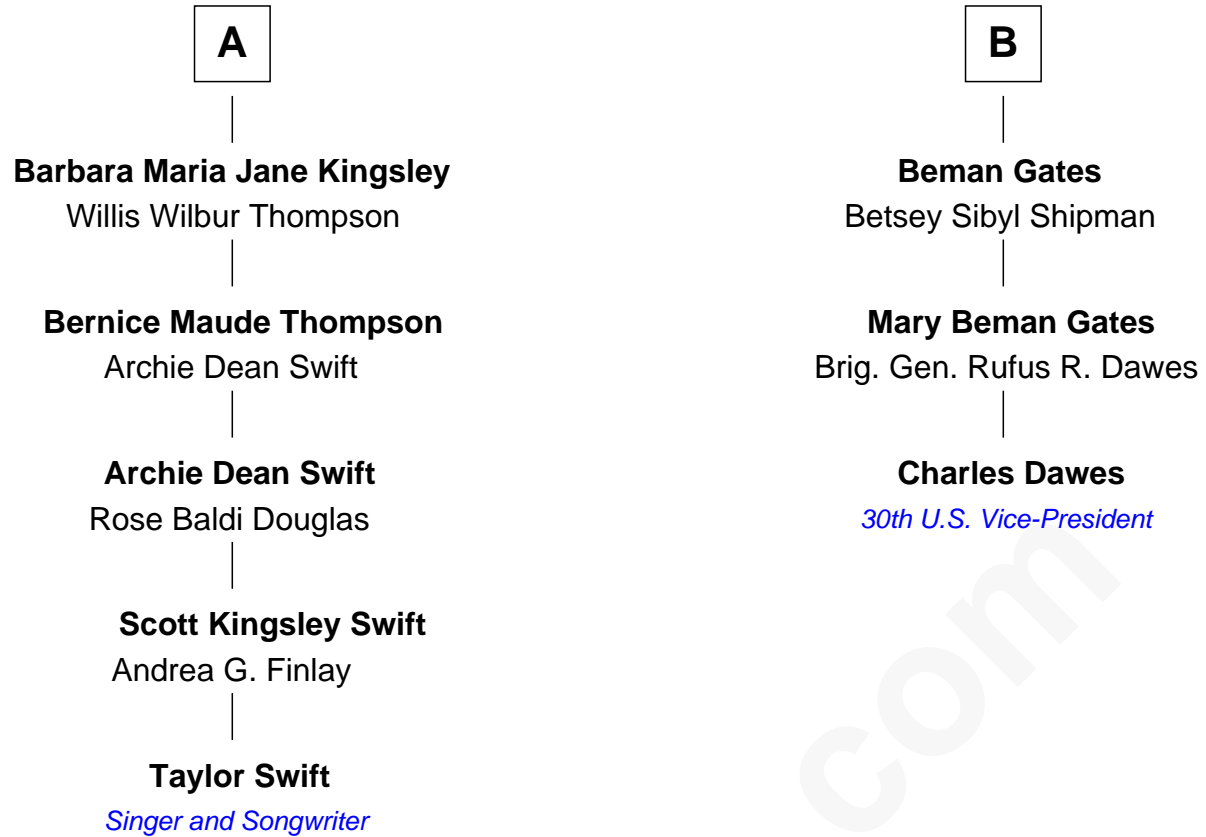 A
Barbara Maria Jane Kingsley
Willis Wilbur Thompson
Bernice Maude Thompson
Archie Dean Swift
Archie Dean Swift
Rose Baldi Douglas
Scott Kingsley Swift
Andrea G. Finlay
Taylor Swift
Singer and Songwriter
B
Beman Gates
Betsey Sibyl Shipman
Mary Beman Gates
Brig. Gen. Rufus R. Dawes
Charles Dawes
30th U.S. Vice-President
com